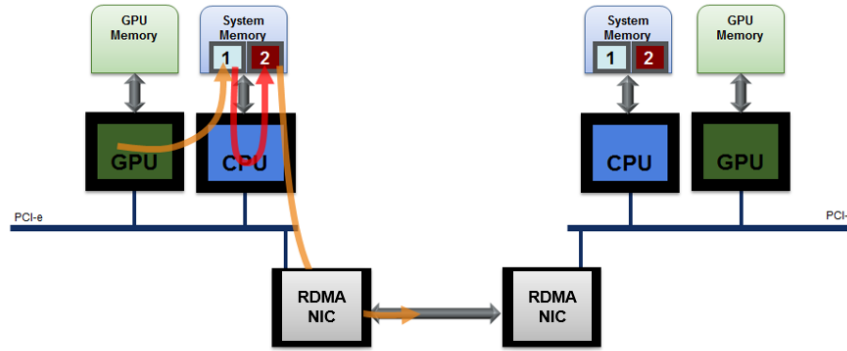 GPU
Memory
System
Memory
1 2
System
Memory
1 2
GPU
Memory
GPU
CPU
CPU
GPU
PCI-e
PCI-
RDMA
NIC
RDMA
NIC